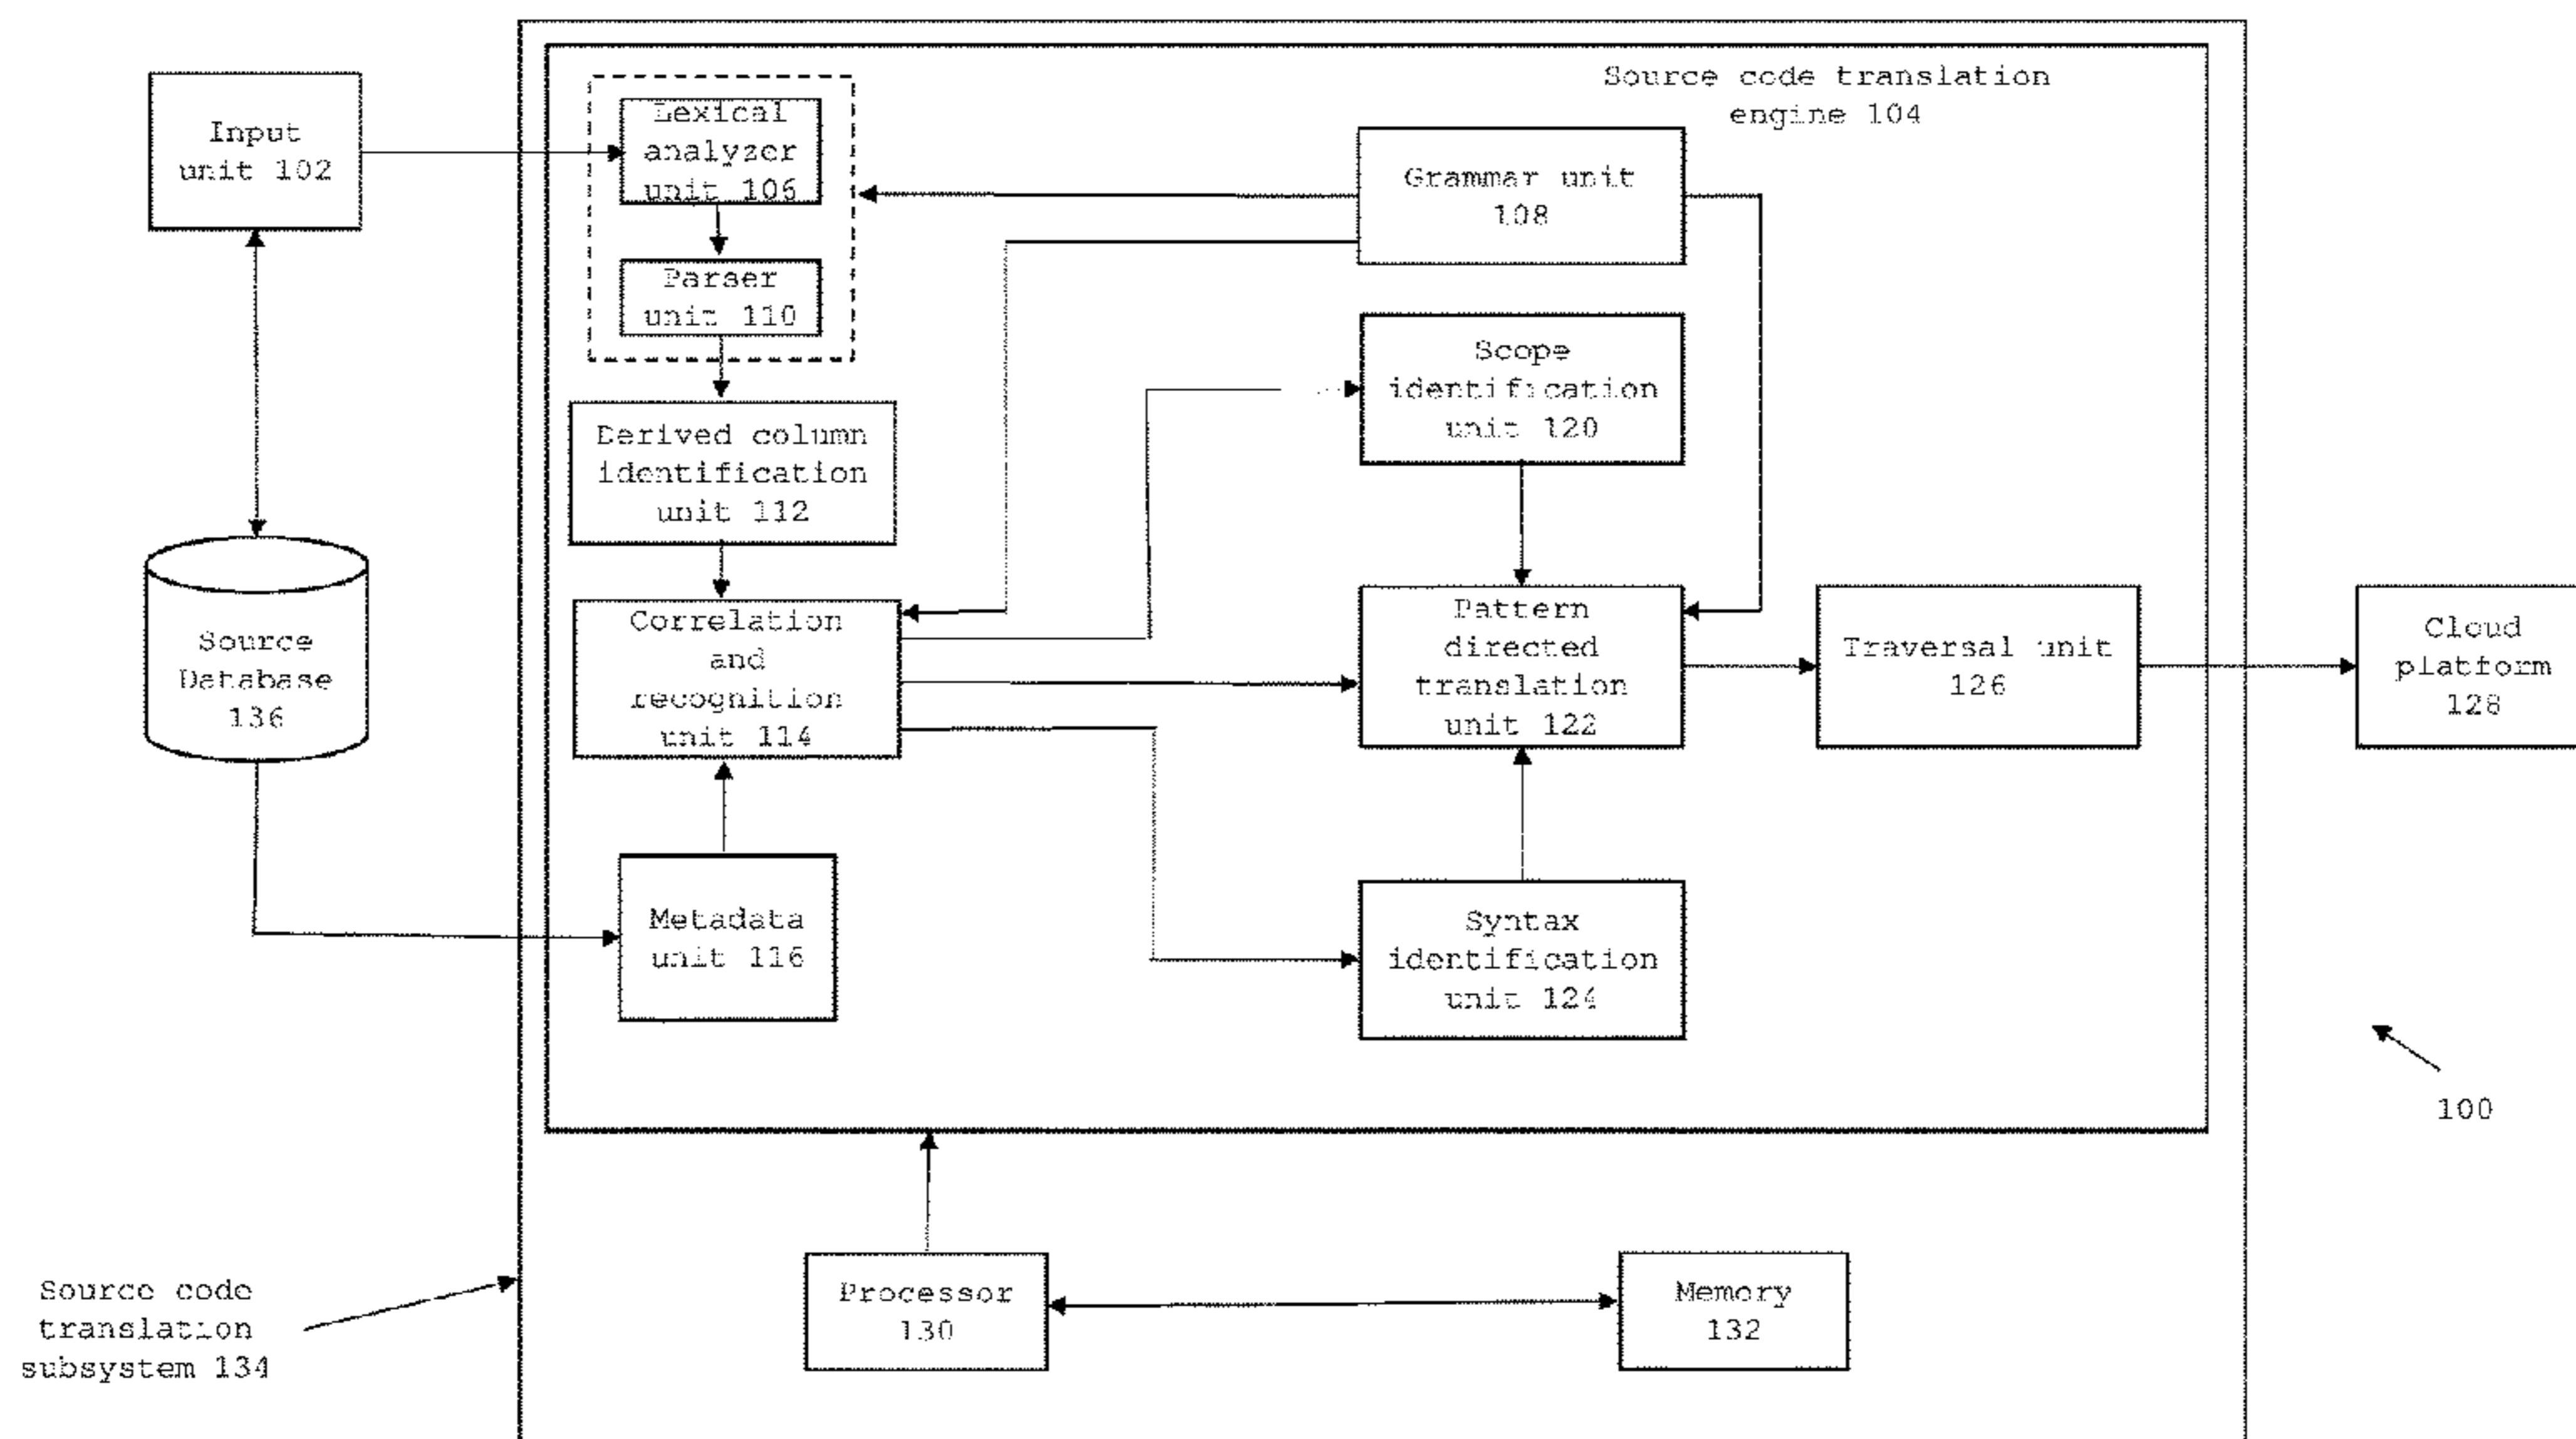 Source code translation
engine 104
Input
unit 102
Lexical
analyzer
unit 106
Grammar unit
108
Parser
unit 110
Scope
identification
unit 120
Derived column
identification
unit 112
Source
Database
136
Correlation
and
recognition
unit 114
Pattern
directed
translation
unit 122
Traversal unit
126
Cloud
platform
128
Metadata
unit 116
Syntax
identification
unit 124
100
Processor
130
Memory
132
Source code
translation
subsystem 134